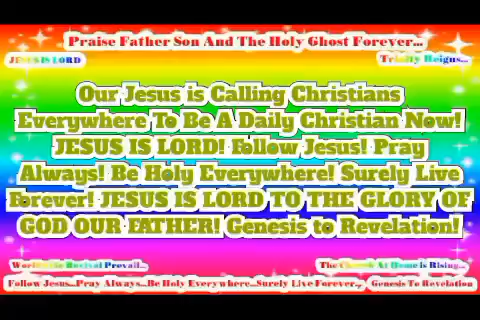 Praise Father Son And The Holy Ghost Forever...
JESUS IS LORD
Trinity Reigns...
Our Jesus is Calling Christians
Everywhere To Be A Daily Christian Now!
JESUS IS LORD! Follow Jesus! Pray
Always! Be Holy Everywhere! Surely Live
Forever! JESUS IS LORD TO THE GLORY OF
GOD OUR FATHER! Genesis to Revelation!
Worldwide Revival Prevail...
The Church At Home is Rising...
Follow Jesus...Pray Always...Be Holy Everywhere...Surely Live Forever...
Genesis To Revelation